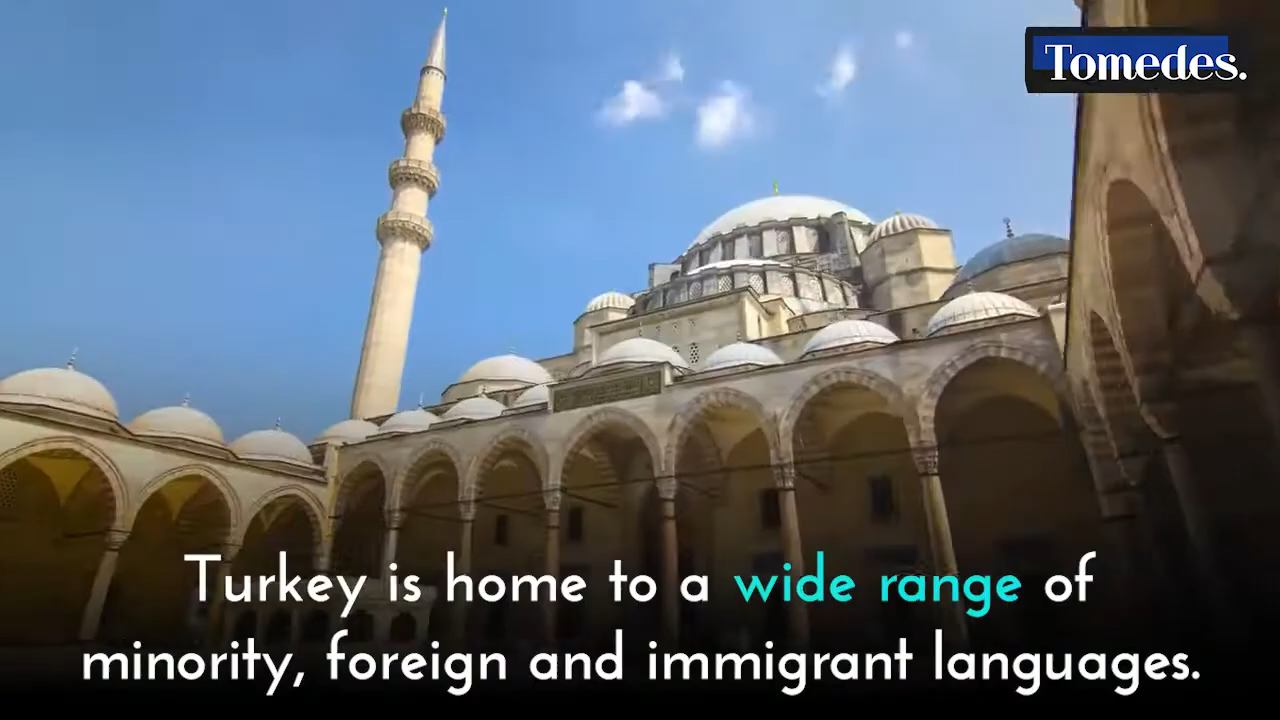 Tomedes.
Turkey is home to a wide range of
minority, foreign and immigrant languages.